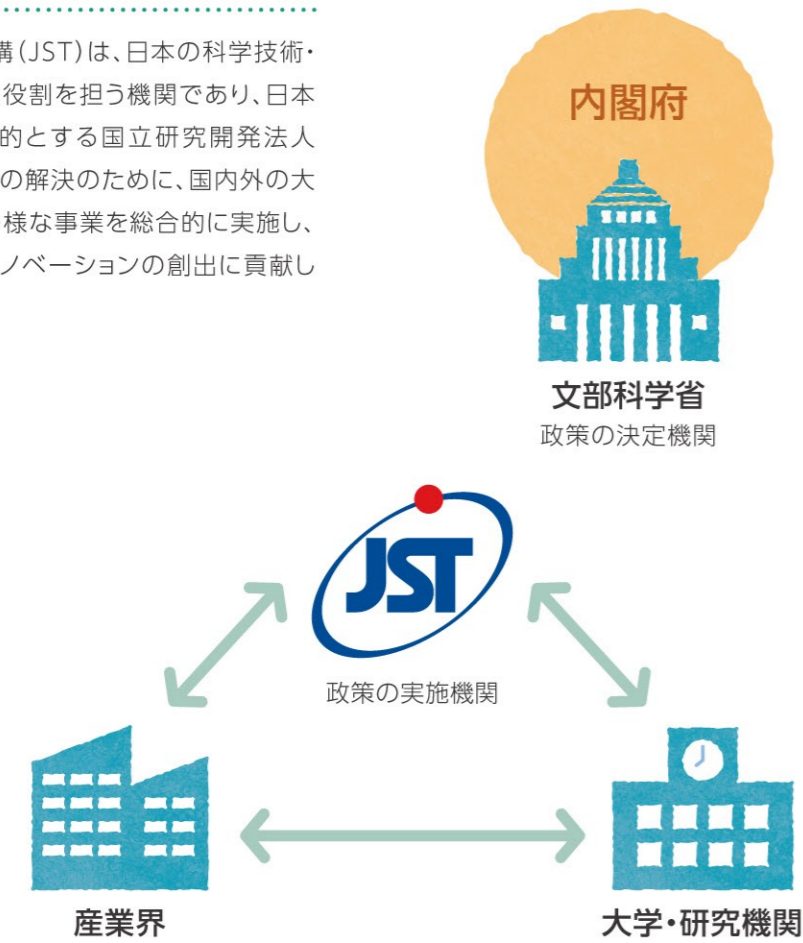 構(JST)は、日本の科学技術・
役割を担う機関であり、日本
的とする国立研究開発法人
の解決のために、国内外の大
様な事業を総合的に実施し、
ノベーションの創出に貢献し
内閣府
文部科学省
政策の決定機関
JST
政策の実施機関
産業界
大学・研究機関